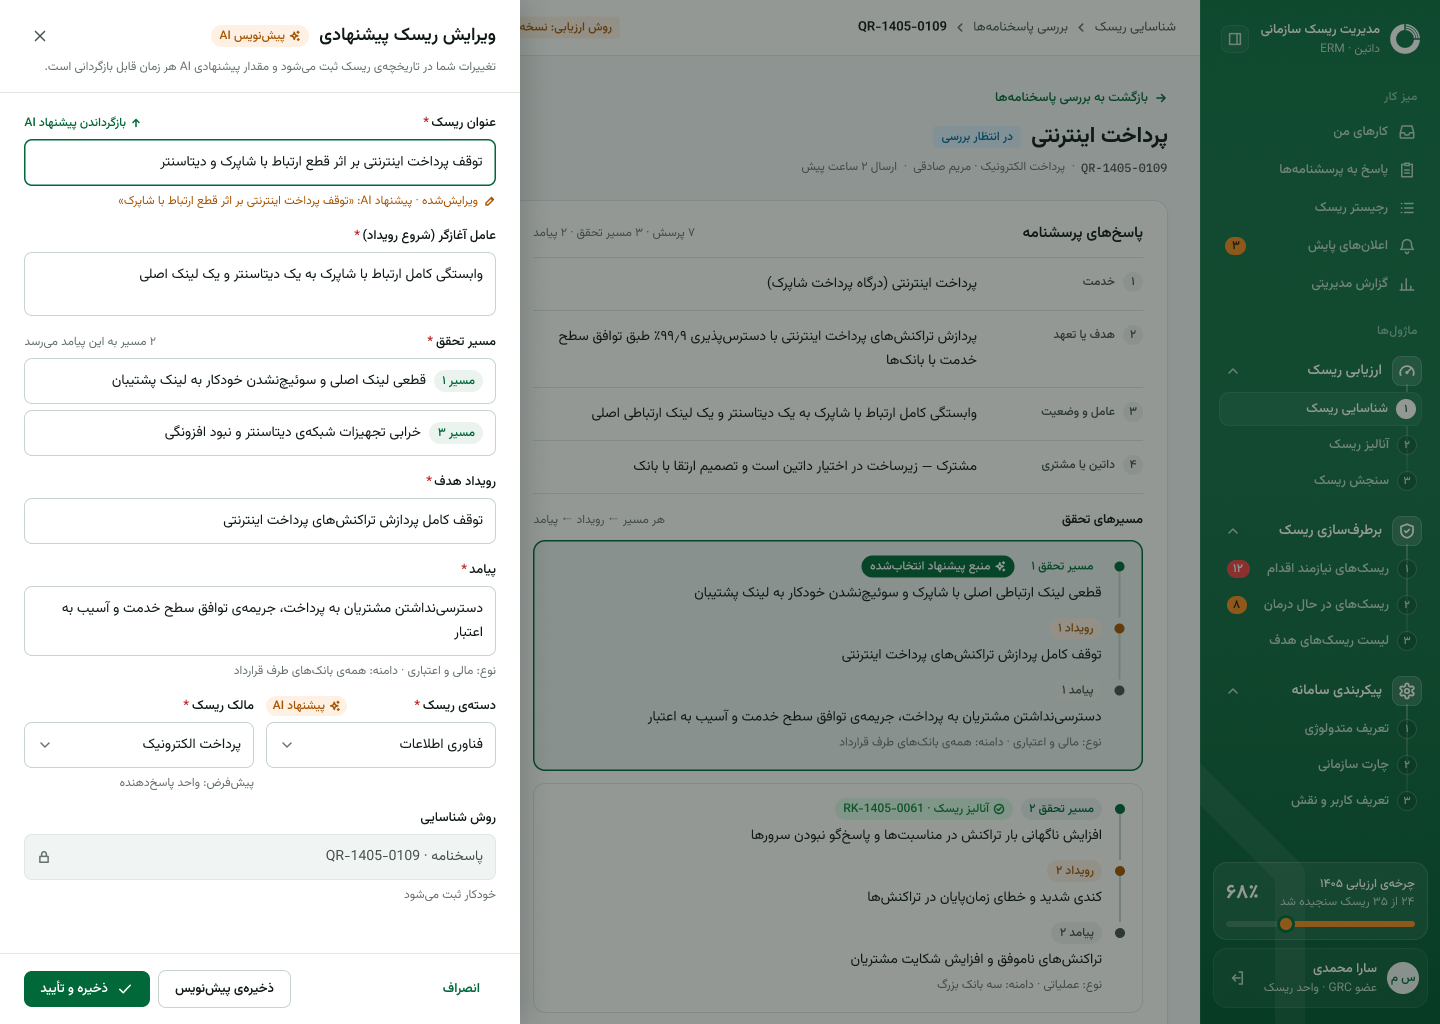 مدیریت ریسک سازمانی
داتین · ERM
میز کار
کارهای من
پاسخ به پرسشنامه‌ها
رجیستر ریسک
اعلان‌های پایش
۳
گزارش مدیریتی
ماژول‌ها
ارزیابی ریسک
۱ شناسایی ریسک
۲ آنالیز ریسک
۳ سنجش ریسک
برطرف‌سازی ریسک
۱ ریسک‌های نیازمند اقدام ۱۲
۲ ریسک‌های در حال درمان ۸
۳ لیست ریسک‌های هدف
پیکربندی سامانه
۱ تعریف متدولوژی
۲ چارت سازمانی
۳ تعریف کاربر و نقش
چرخه‌ی ارزیابی ۱۴۰۵
۲۴ از ۳۵ ریسک سنجیده شد
۶۸٪
س م
سارا محمدی
عضو GRC · واحد ریسک
شناسایی ریسک
بررسی پاسخنامه‌ها
QR-1405-0109
روش ارزیابی: نسخه
بازگشت به بررسی پاسخنامه‌ها
پرداخت اینترنتی
در انتظار بررسی
QR-1405-0109 · پرداخت الکترونیک · مریم صادقی · ارسال ۲ ساعت پیش
پاسخ‌های پرسشنامه
۷ پرسش · ۳ مسیر تحقق · ۲ پیامد
۱ خدمت
پرداخت اینترنتی (درگاه پرداخت شاپرک)
۲ هدف یا تعهد
پردازش تراکنش‌های پرداخت اینترنتی با دسترس‌پذیری ۹۹٫۹٪ طبق توافق سطح
خدمت با بانک‌ها
۳ عامل و وضعیت
وابستگی کامل ارتباط با شاپرک به یک دیتاسنتر و یک لینک ارتباطی اصلی
۴ داتین یا مشتری
مشترک — زیرساخت در اختیار داتین است و تصمیم ارتقا با بانک
مسیرهای تحقق
هر مسیر ← رویداد ← پیامد
مسیر تحقق ۱
منبع پیشنهاد انتخاب‌شده
قطعی لینک ارتباطی اصلی با شاپرک و سوئیچ‌نشدن خودکار به لینک پشتیبان
رویداد ۱
توقف کامل پردازش تراکنش‌های پرداخت اینترنتی
پیامد ۱
دسترسی‌نداشتن مشتریان به پرداخت، جریمه‌ی توافق سطح خدمت و آسیب به اعتبار
نوع: مالی و اعتباری · دامنه: همه‌ی بانک‌های طرف قرارداد
مسیر تحقق ۲
آنالیز ریسک · RK-1405-0061
افزایش ناگهانی بار تراکنش در مناسبت‌ها و پاسخ‌گو نبودن سرورها
رویداد ۲
کندی شدید و خطای زمان‌پایان در تراکنش‌ها
پیامد ۲
تراکنش‌های ناموفق و افزایش شکایت مشتریان
نوع: عملیاتی · دامنه: سه بانک بزرگ
ویرایش ریسک پیشنهادی
پیش‌نویس AI
تغییرات شما در تاریخچه‌ی ریسک ثبت می‌شود و مقدار پیشنهادی AI هر زمان قابل بازگردانی است.
عنوان ریسک *
بازگرداندن پیشنهاد AI
توقف پرداخت اینترنتی بر اثر قطع ارتباط با شاپرک و دیتاسنتر
ویرایش‌شده · پیشنهاد AI: «توقف پرداخت اینترنتی بر اثر قطع ارتباط با شاپرک»
عامل آغازگر (شروع رویداد) *
وابستگی کامل ارتباط با شاپرک به یک دیتاسنتر و یک لینک اصلی
مسیر تحقق *
۲ مسیر به این پیامد می‌رسد
مسیر ۱ قطعی لینک اصلی و سوئیچ‌نشدن خودکار به لینک پشتیبان
مسیر ۳ خرابی تجهیزات شبکه‌ی دیتاسنتر و نبود افزونگی
رویداد هدف *
توقف کامل پردازش تراکنش‌های پرداخت اینترنتی
پیامد *
دسترسی‌نداشتن مشتریان به پرداخت، جریمه‌ی توافق سطح خدمت و آسیب به
اعتبار
نوع: مالی و اعتباری · دامنه: همه‌ی بانک‌های طرف قرارداد
دسته‌ی ریسک *
پیشنهاد AI
فناوری اطلاعات
مالک ریسک *
پرداخت الکترونیک
پیش‌فرض: واحد پاسخ‌دهنده
روش شناسایی
پاسخنامه · QR-1405-0109
خودکار ثبت می‌شود
انصراف
ذخیره‌ی پیش‌نویس
ذخیره و تأیید